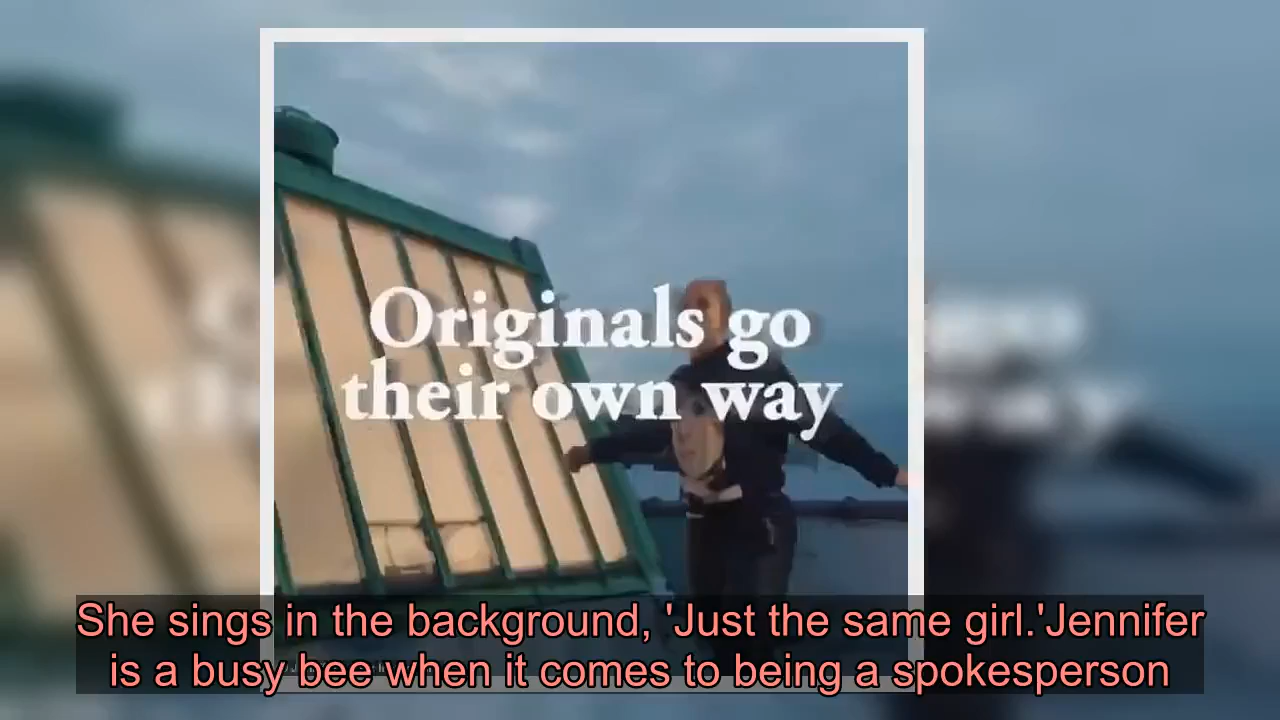 Originals go
their own way
She sings in the background, 'Just the same girl.'Jennifer
is a busy bee when it comes to being a spokesperson